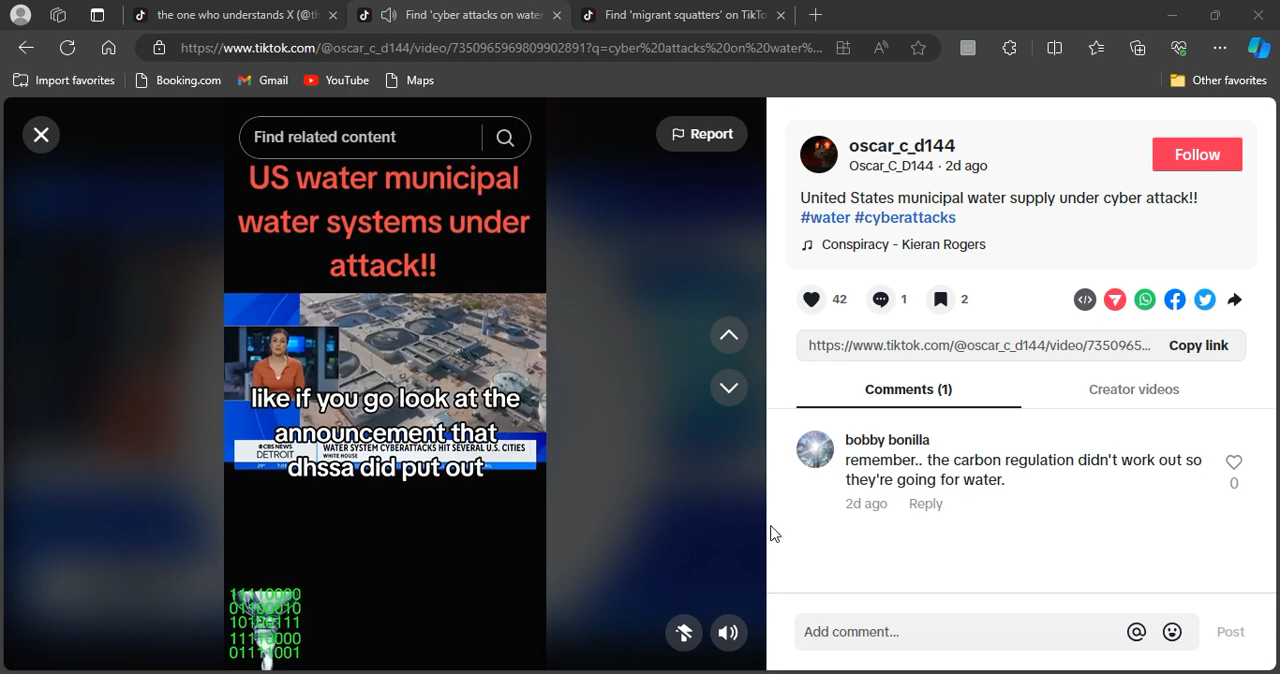 the one who understands X (@th
Find 'cyber attacks on water
Find 'migrant squatters' on TikTo
https://www.tiktok.com/@oscar_c_d144/video/7350965969809902891?q=cyber%20attacks%20on%20water%...
Import favorites
Booking.com
Gmail
YouTube
Maps
Other favorites
Find related content
Report
US water municipal
water systems under
attack!!
like if you go look at the
announcement that
dhssa did put out
CBS NEWS
DETROIT
WATER SYSTEM CYBERATTACKS HIT SEVERAL U.S. CITIES
WHITE HOUSE
11110000
01100010
10100111
11110000
01111001
oscar_c_d144
Oscar_C_D144 · 2d ago
Follow
United States municipal water supply under cyber attack!!
#water #cyberattacks
Conspiracy - Kieran Rogers
42
1
2
https://www.tiktok.com/@oscar_c_d144/video/7350965...
Copy link
Comments (1)
Creator videos
bobby bonilla
remember.. the carbon regulation didn't work out so
they're going for water.
0
2d ago
Reply
Add comment...
Post